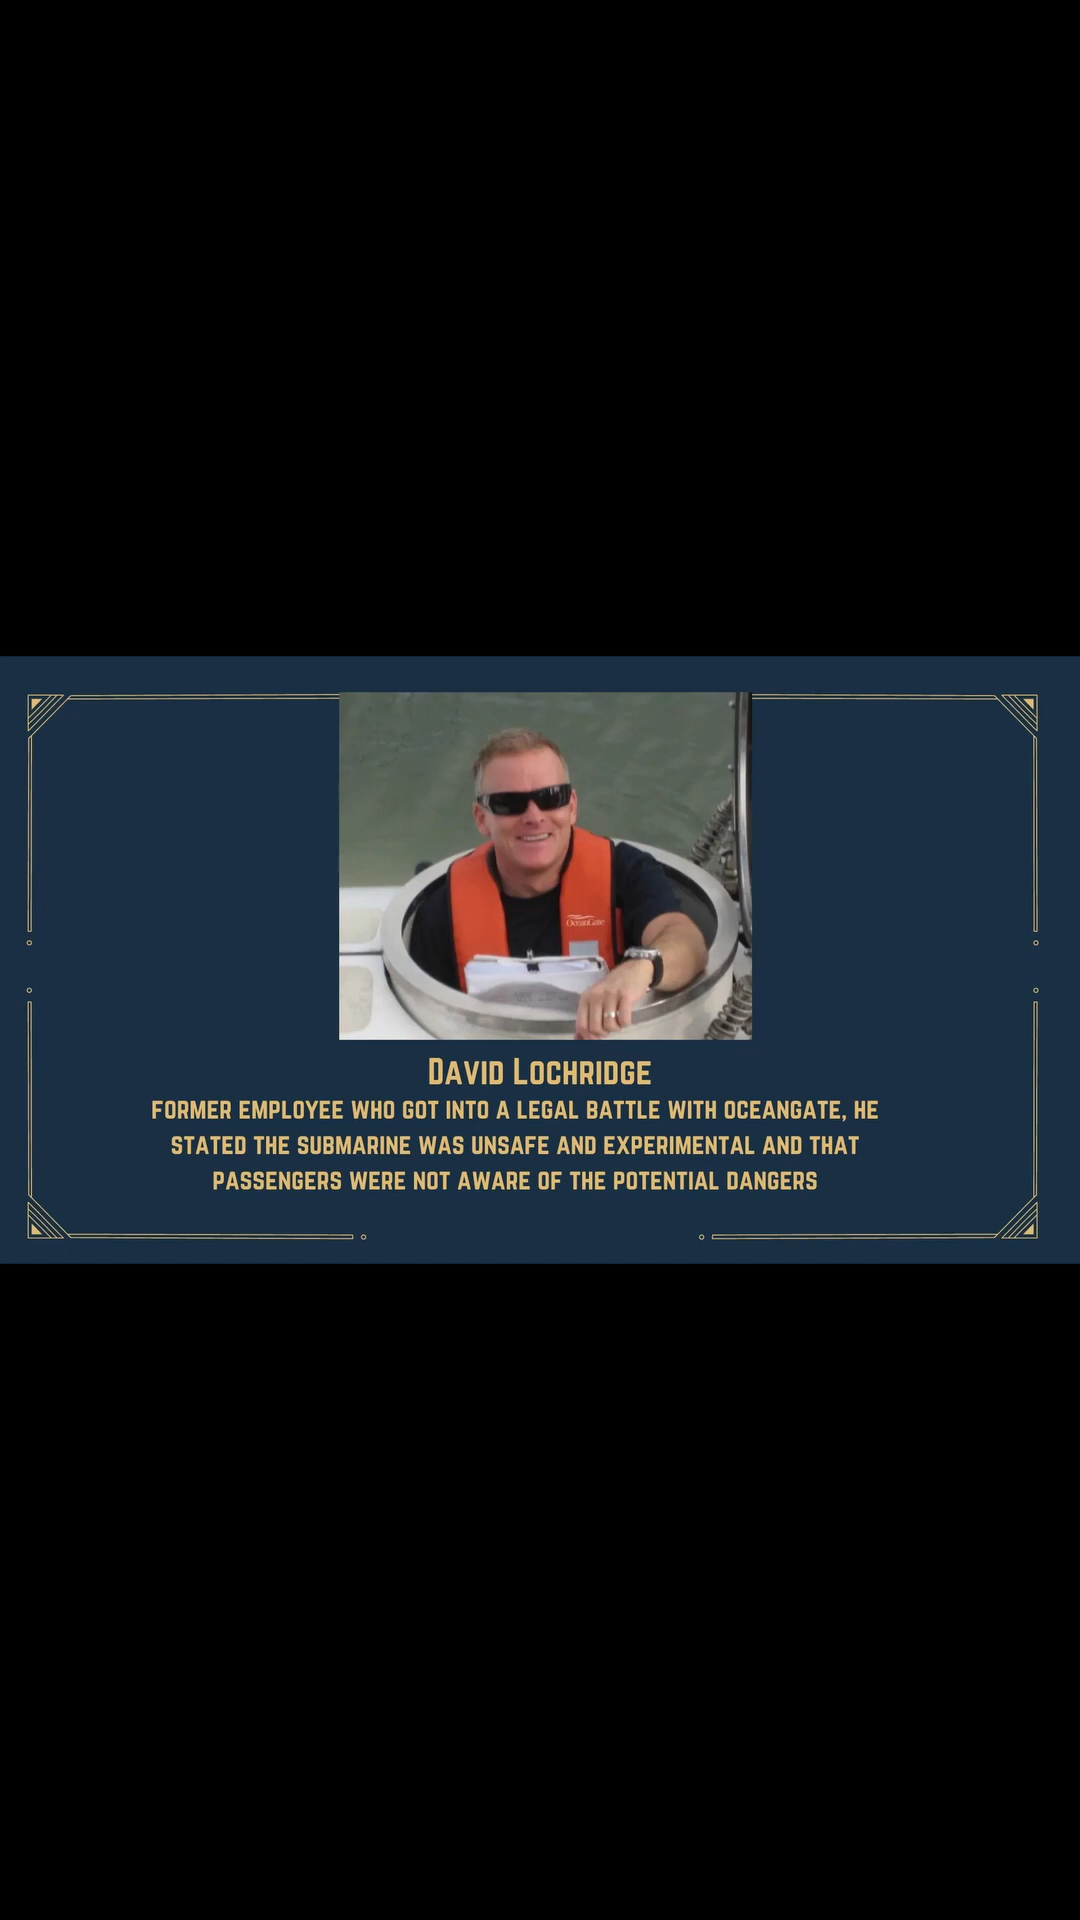 OceanGate
David Lochridge
FORMER EMPLOYEE WHO GOT INTO A LEGAL BATTLE WITH OCEANGATE, HE
STATED THE SUBMARINE WAS UNSAFE AND EXPERIMENTAL AND THAT
PASSENGERS WERE NOT AWARE OF THE POTENTIAL DANGERS